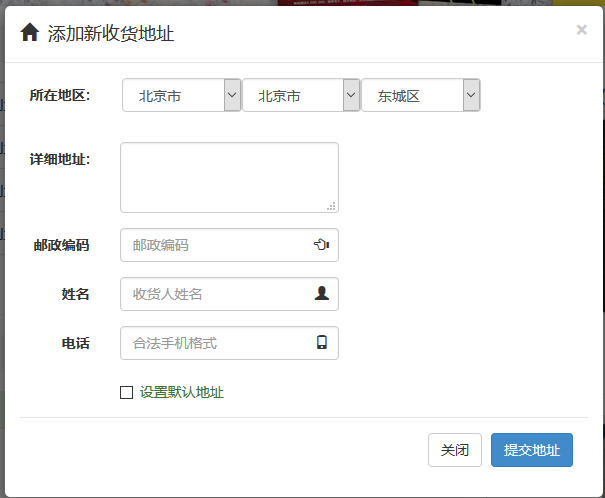 添加新收货地址 ×
所在地区: 北京市 北京市 东城区
详细地址:
邮政编码 邮政编码
姓名 收货人姓名
电话 合法手机格式
设置默认地址
关闭 提交地址